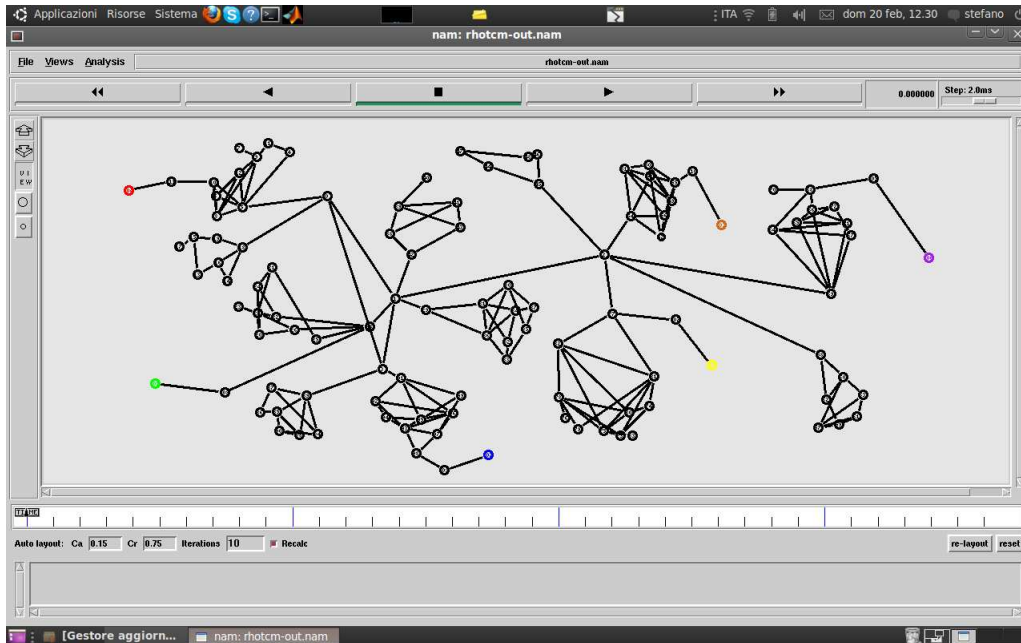 Applicazioni Risorse Sistema ITA dom 20 feb, 12.30 stefano
nam: rhotcm-out.nam
File Views Analysis rhotcm-out.nam
0.000000 Step: 2.0ms
VIEW
TIME
Auto layout: Ca 0.15 Cr 0.75 Iterations 10 Recalc re-layout reset
[Gestore aggiorn... nam: rhotcm-out.nam